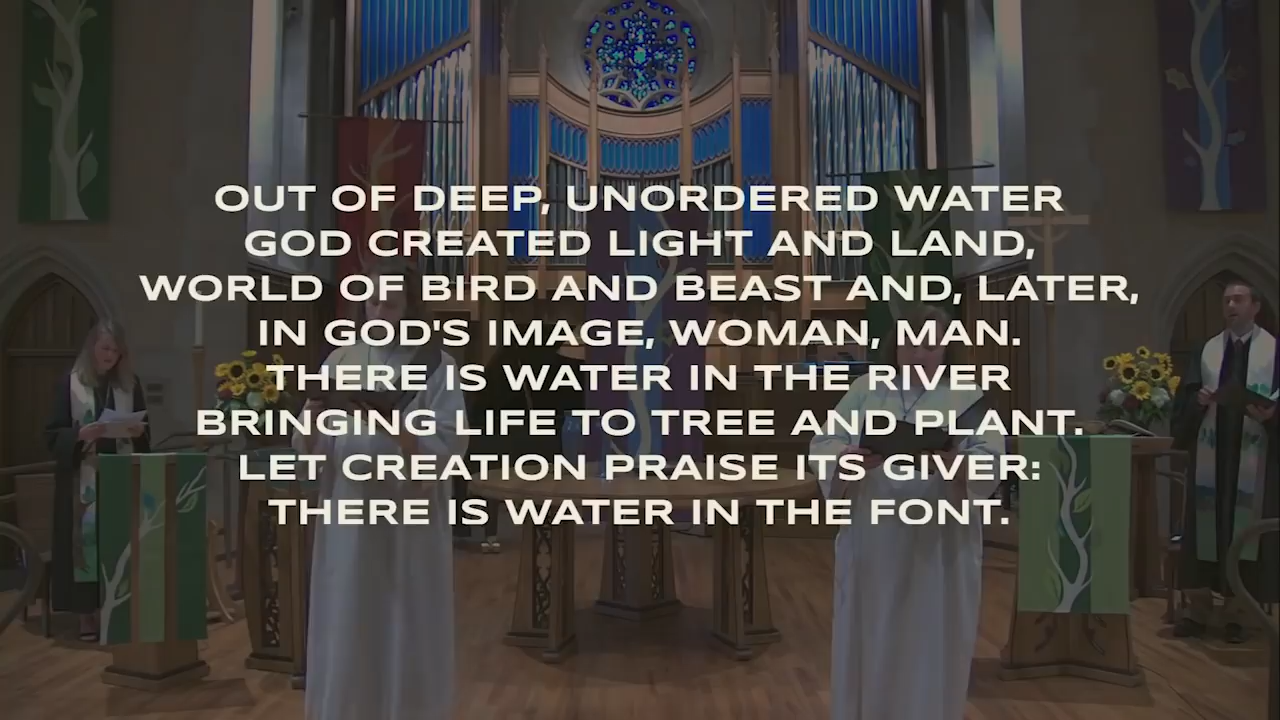 OUT OF DEEP, UNORDERED WATER
GOD CREATED LIGHT AND LAND,
WORLD OF BIRD AND BEAST AND, LATER,
IN GOD'S IMAGE, WOMAN, MAN.
THERE IS WATER IN THE RIVER
BRINGING LIFE TO TREE AND PLANT.
LET CREATION PRAISE ITS GIVER:
THERE IS WATER IN THE FONT.